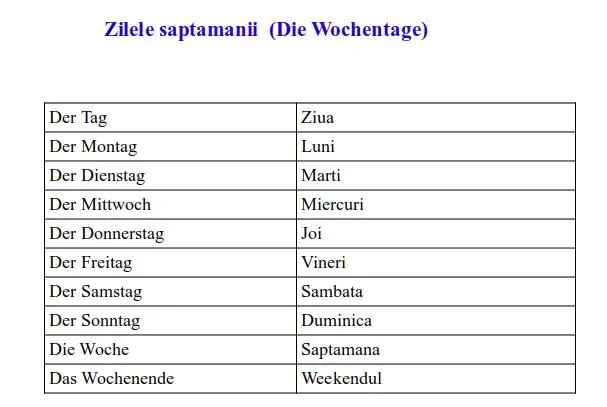 Zilele saptamanii (Die Wochentage)
Der Tag Ziua
Der Montag Luni
Der Dienstag Marti
Der Mittwoch Miercuri
Der Donnerstag Joi
Der Freitag Vineri
Der Samstag Sambata
Der Sonntag Duminica
Die Woche Saptamana
Das Wochenende Weekendul